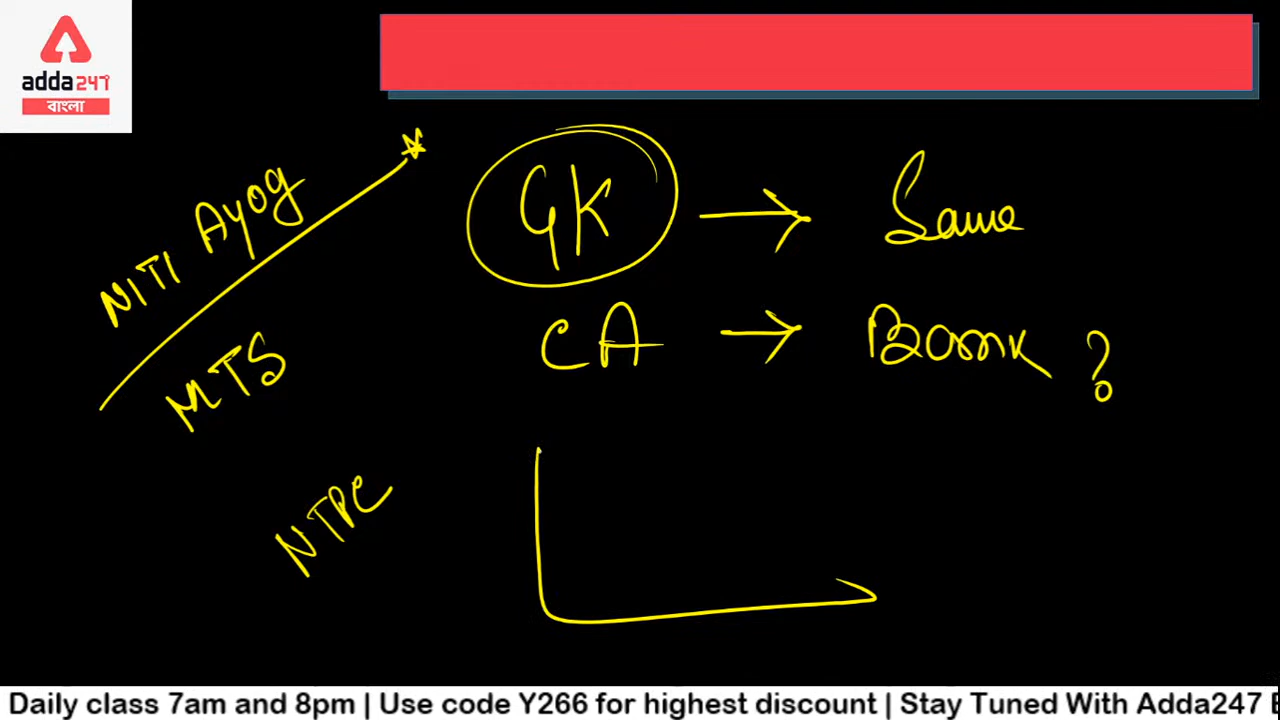 adda247
বাংলা
NITI Ayog
GK → Same
MTS
CA → Bank ?
NTPC
Daily class 7am and 8pm | Use code Y266 for highest discount | Stay Tuned With Adda247 B